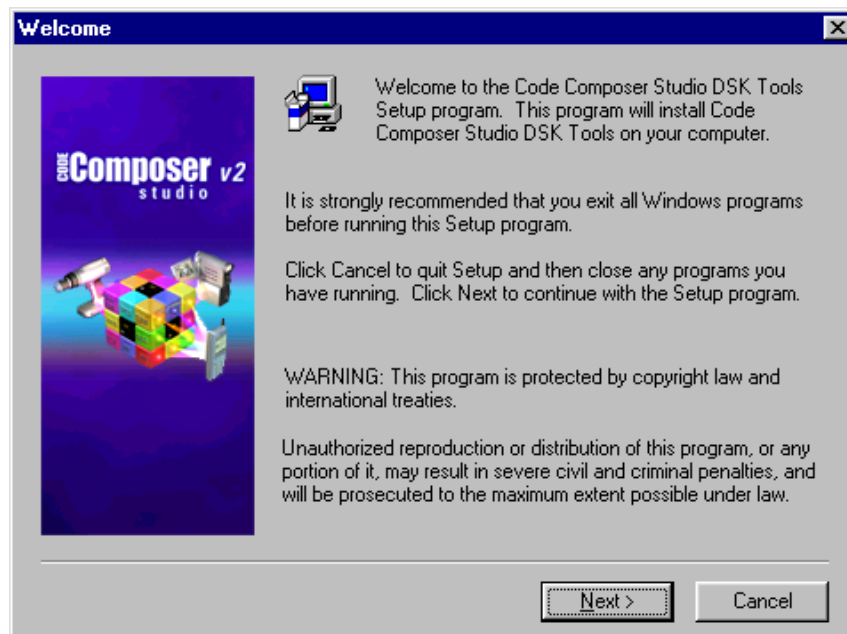 Welcome
CODE
Composer v2
studio
Welcome to the Code Composer Studio DSK Tools
Setup program. This program will install Code
Composer Studio DSK Tools on your computer.
It is strongly recommended that you exit all Windows programs
before running this Setup program.
Click Cancel to quit Setup and then close any programs you
have running. Click Next to continue with the Setup program.
WARNING: This program is protected by copyright law and
international treaties.
Unauthorized reproduction or distribution of this program, or any
portion of it, may result in severe civil and criminal penalties, and
will be prosecuted to the maximum extent possible under law.
Next >
Cancel